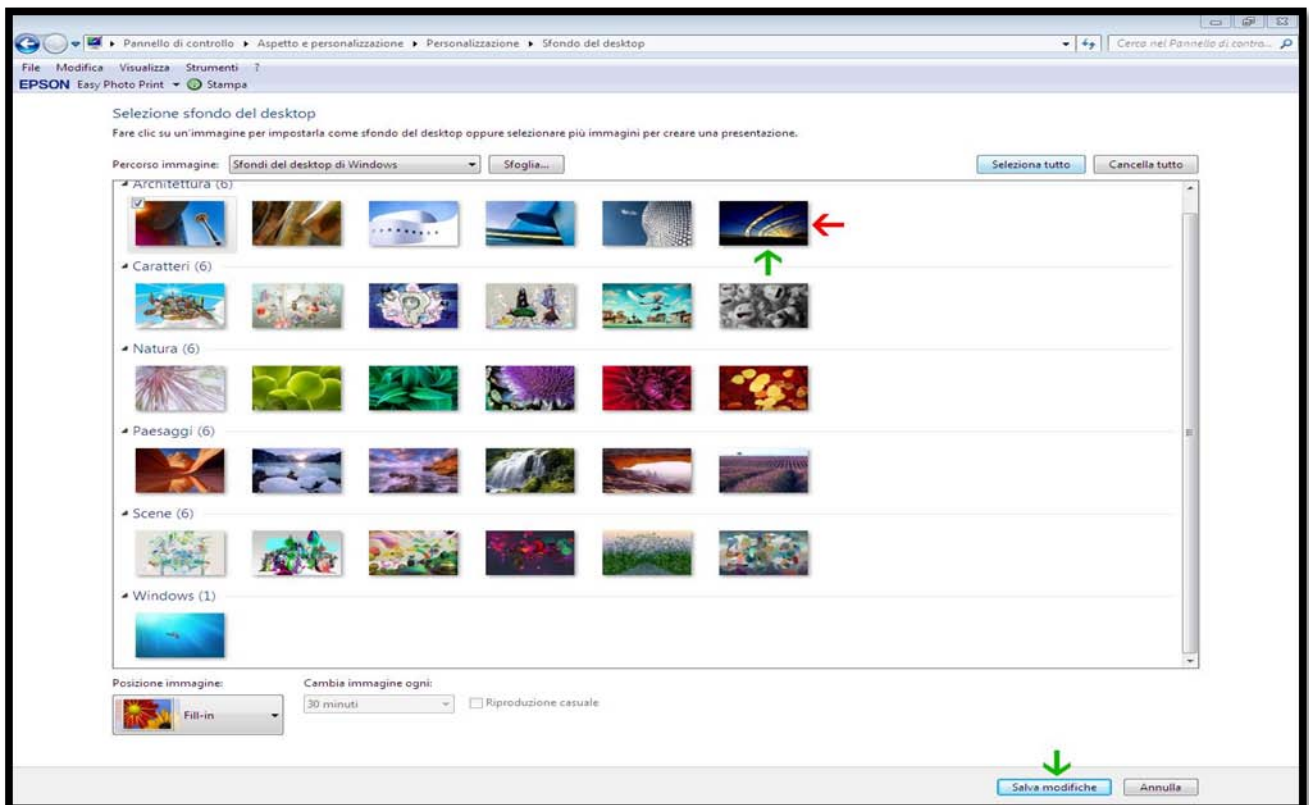 Pannello di controllo Aspetto e personalizzazione Personalizzazione Sfondo del desktop Cerca nel Pannello di contro...
File Modifica Visualizza Strumenti ?
EPSON Easy Photo Print Stampa
Selezione sfondo del desktop
Fare clic su un'immagine per impostarla come sfondo del desktop oppure selezionare più immagini per creare una presentazione.
Percorso immagine: Sfondi del desktop di Windows Sfoglia... Seleziona tutto Cancella tutto
Architettura (6)
Caratteri (6)
Natura (6)
Paesaggi (6)
Scene (6)
Windows (1)
Posizione immagine: Cambia immagine ogni:
Fill-in 30 minuti Riproduzione casuale
Salva modifiche Annulla